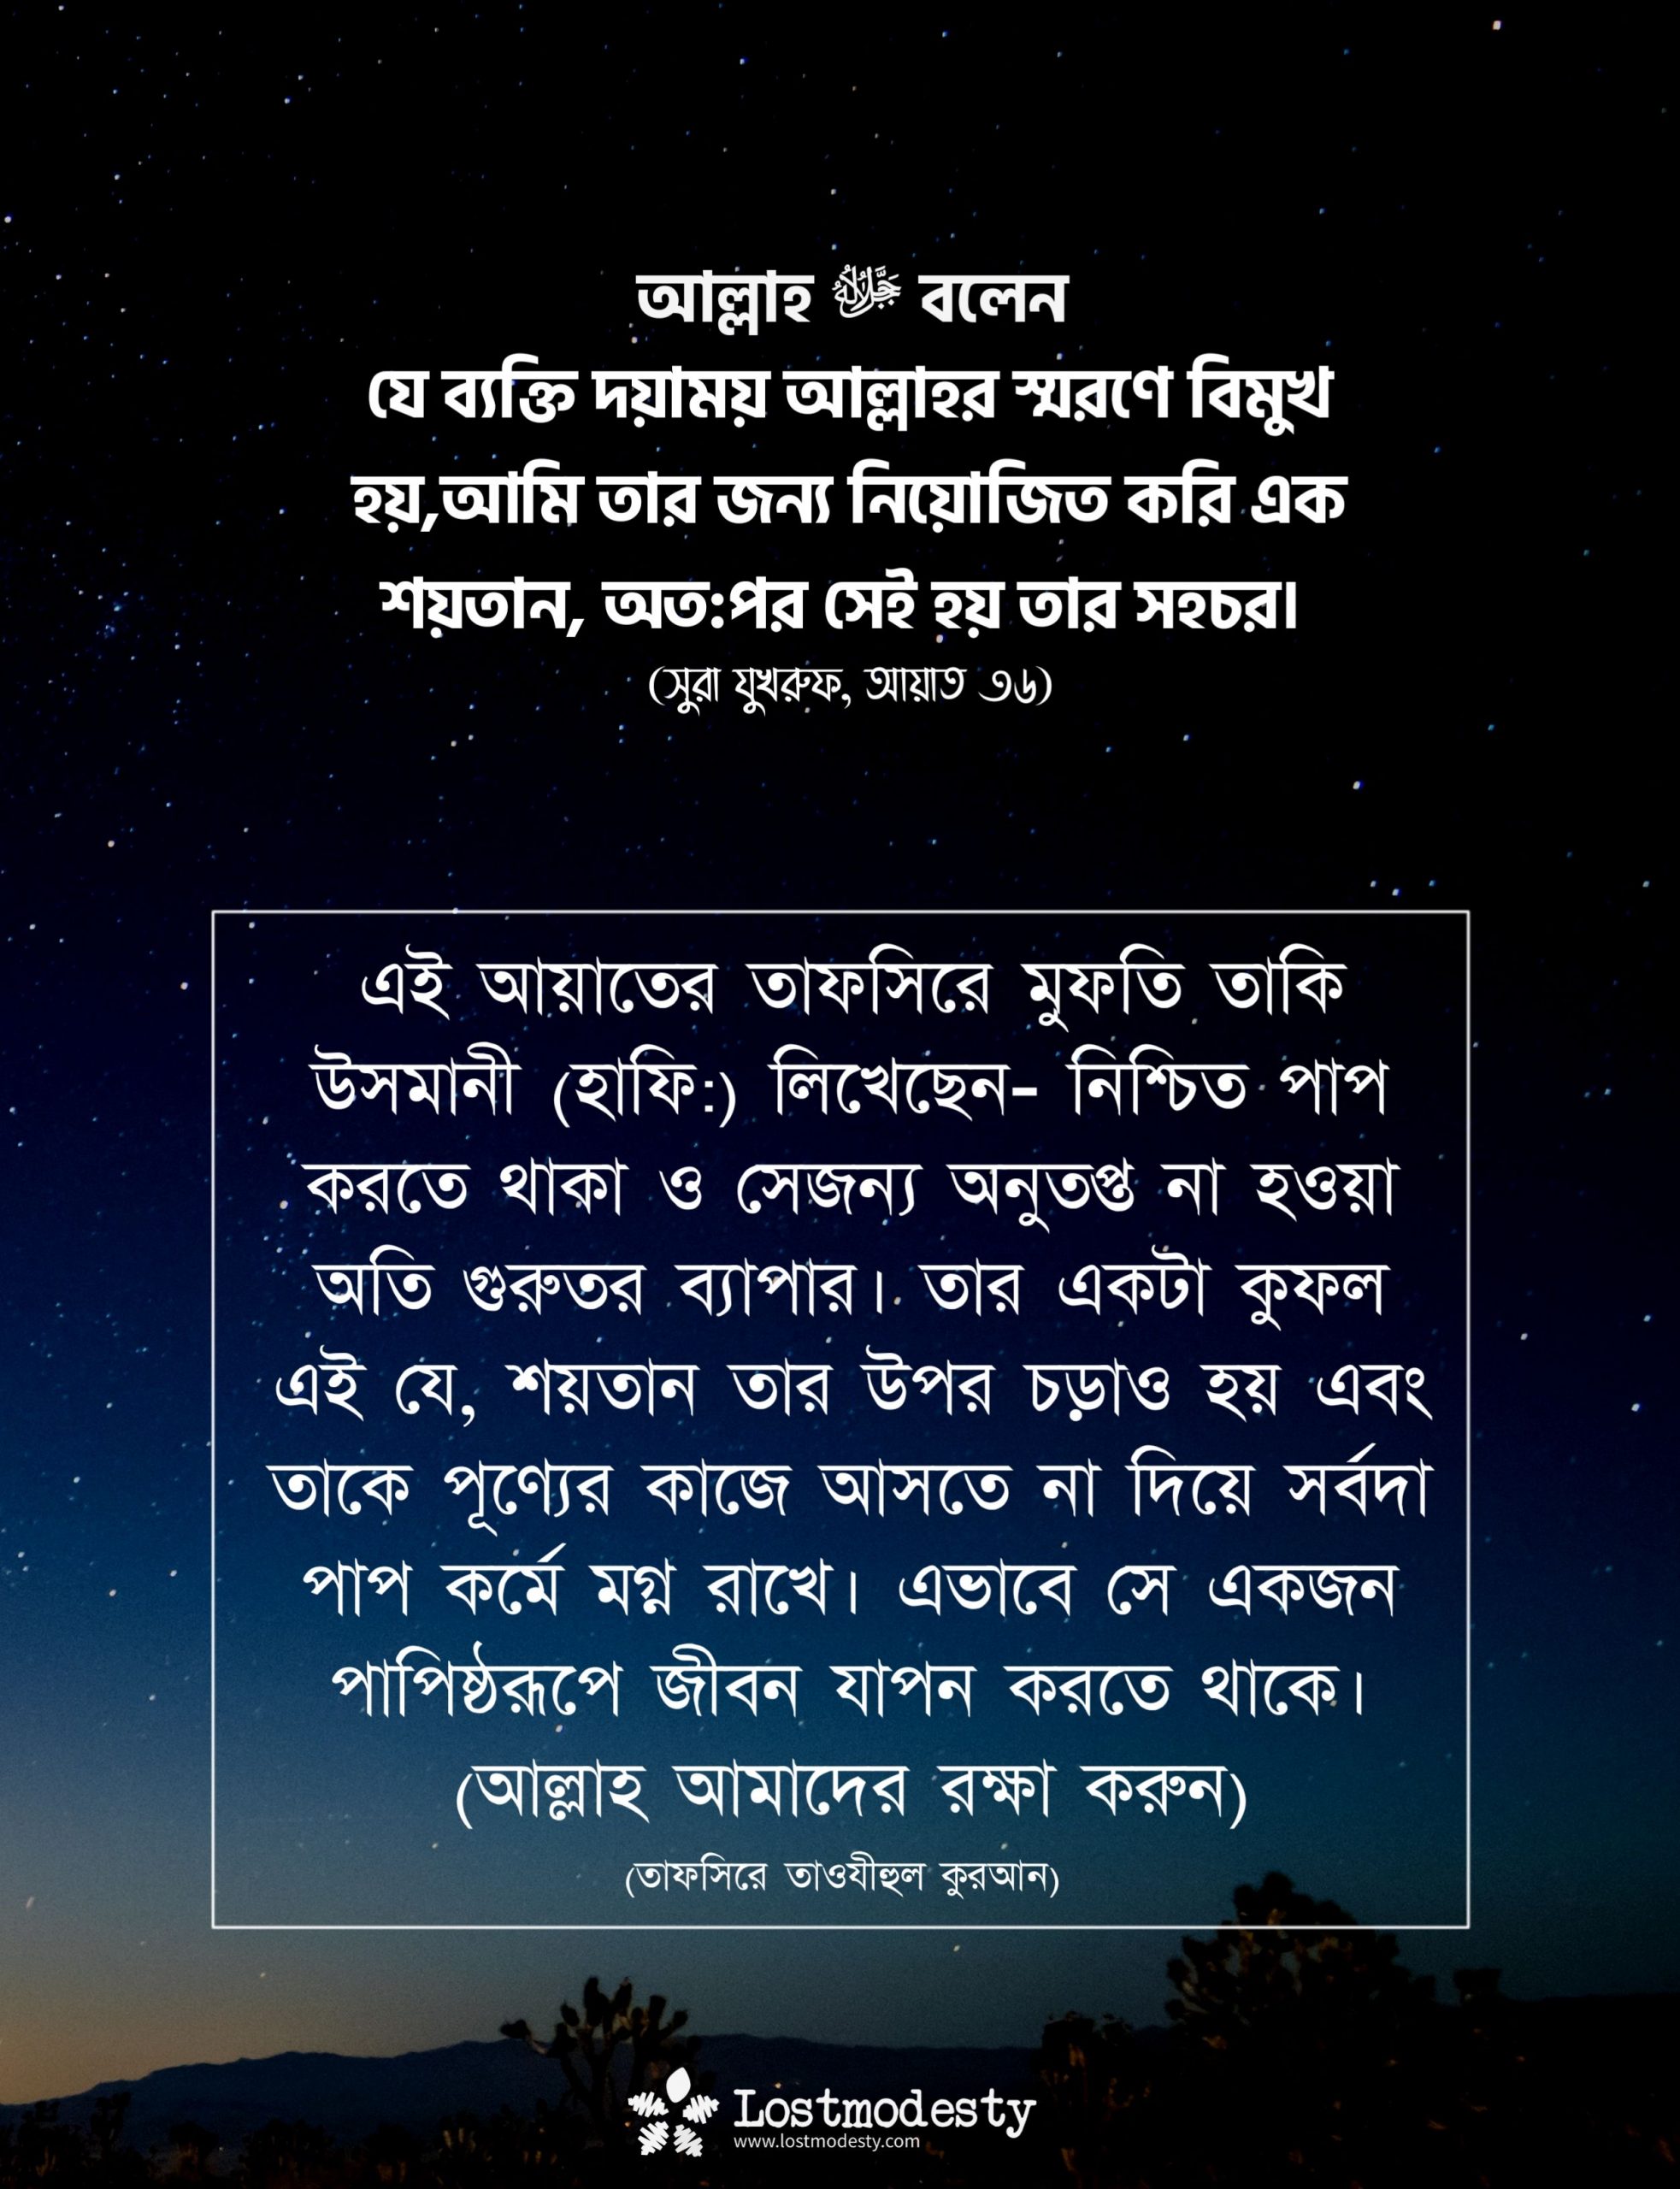 আল্লাহ ﷻ বলেন
যে ব্যক্তি দয়াময় আল্লাহর স্মরণে বিমুখ
হয়,আমি তার জন্য নিয়োজিত করি এক
শয়তান, অত:পর সেই হয় তার সহচর।
(সুরা যুখরুফ, আয়াত ৩৬)
এই আয়াতের তাফসিরে মুফতি তাকি
উসমানী (হাফি:) লিখেছেন- নিশ্চিত পাপ
করতে থাকা ও সেজন্য অনুতপ্ত না হওয়া
অতি গুরুতর ব্যাপার। তার একটা কুফল
এই যে, শয়তান তার উপর চড়াও হয় এবং
তাকে পূণ্যের কাজে আসতে না দিয়ে সর্বদা
পাপ কর্মে মগ্ন রাখে। এভাবে সে একজন
পাপিষ্ঠরূপে জীবন যাপন করতে থাকে।
(আল্লাহ আমাদের রক্ষা করুন)
(তাফসিরে তাওযীহুল কুরআন)
Lostmodesty
www.lostmodesty.com